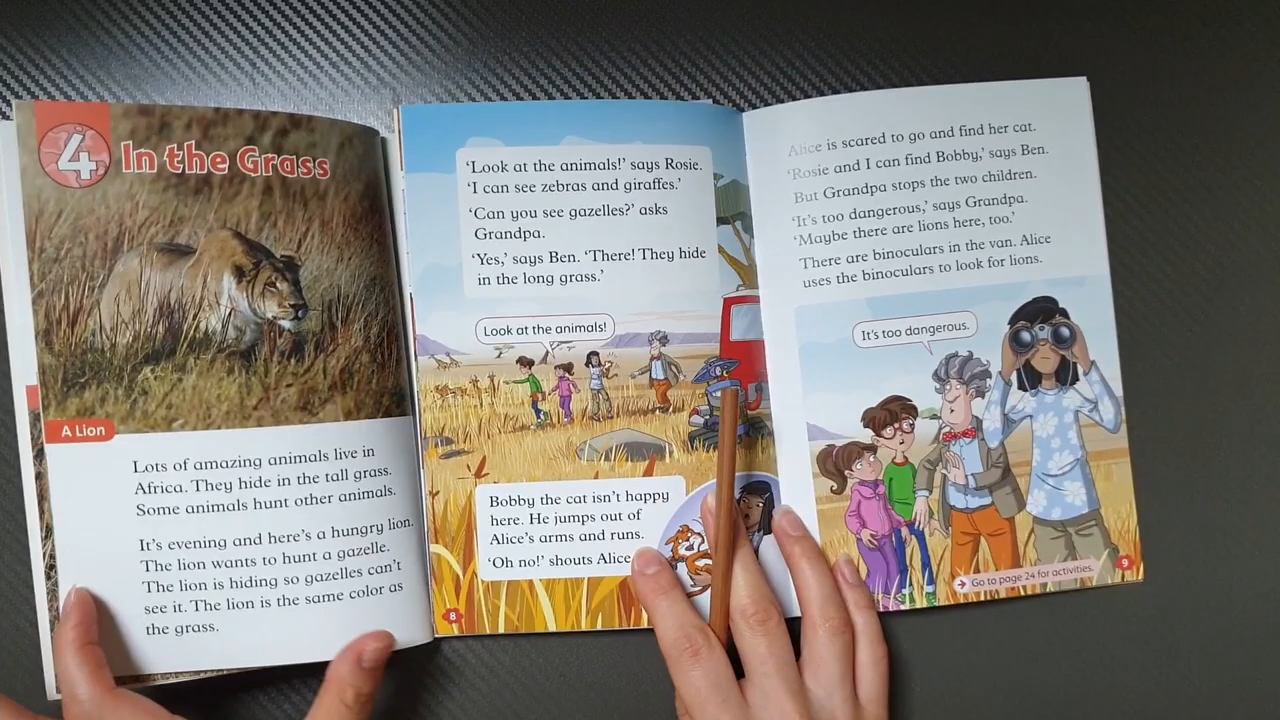 4
In the Grass
A Lion
Lots of amazing animals live in
Africa. They hide in the tall grass.
Some animals hunt other animals.
It's evening and here's a hungry lion.
The lion wants to hunt a gazelle.
The lion is hiding so gazelles can't
see it. The lion is the same color as
the grass.
'Look at the animals!' says Rosie.
'I can see zebras and giraffes.'
'Can you see gazelles?' asks
Grandpa.
'Yes,' says Ben. 'There! They hide
in the long grass.'
Look at the animals!
Bobby the cat isn't happy
here. He jumps out of
Alice's arms and runs.
'Oh no!' shouts Alice
8
Alice is scared to go and find her cat.
'Rosie and I can find Bobby,' says Ben.
But Grandpa stops the two children.
'It's too dangerous,' says Grandpa.
'Maybe there are lions here, too.'
There are binoculars in the van. Alice
uses the binoculars to look for lions.
It's too dangerous.
Go to page 24 for activities.
9